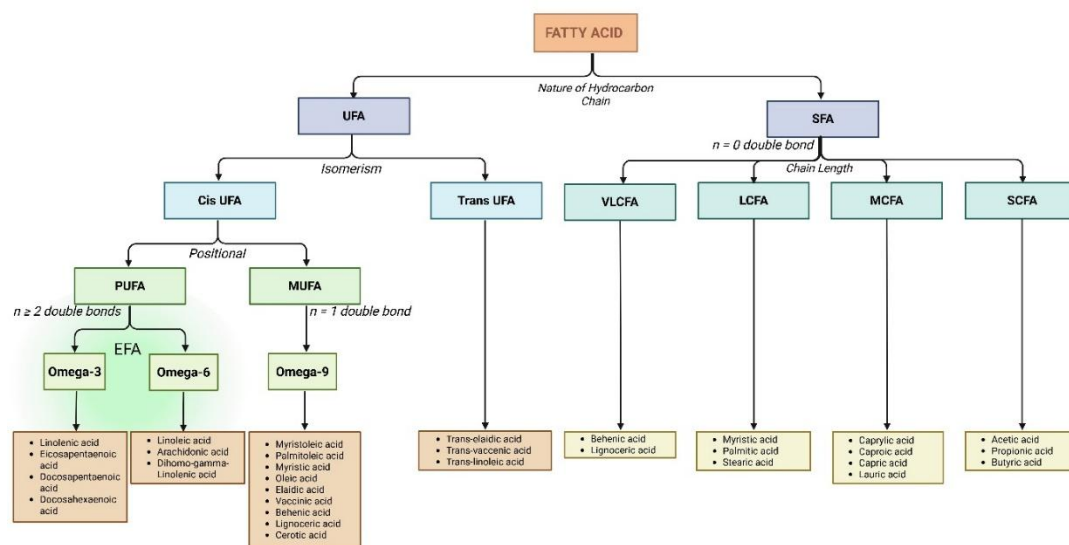 FATTY ACID
Nature of Hydrocarbon
Chain
UFA
SFA
n = 0 double bond
Isomerism
Chain Length
Cis UFA
Trans UFA
VLCFA
LCFA
MCFA
SCFA
Positional
PUFA
MUFA
n ≥ 2 double bonds
n = 1 double bond
EFA
Omega-3
Omega-6
Omega-9
• Linolenic acid
• Eicosapentaenoic
acid
• Docosapentaenoic
acid
• Docosahexaenoic
acid
• Linoleic acid
• Arachidonic acid
• Dihomo-gamma-
Linolenic acid
• Myristoleic acid
• Palmitoleic acid
• Myristic acid
• Oleic acid
• Elaidic acid
• Vaccinic acid
• Behenic acid
• Lignoceric acid
• Cerotic acid
• Trans-elaidic acid
• Trans-vaccenic acid
• Trans-linoleic acid
• Behenic acid
• Lignoceric acid
• Myristic acid
• Palmitic acid
• Stearic acid
• Caprylic acid
• Caproic acid
• Capric acid
• Lauric acid
• Acetic acid
• Propionic acid
• Butyric acid